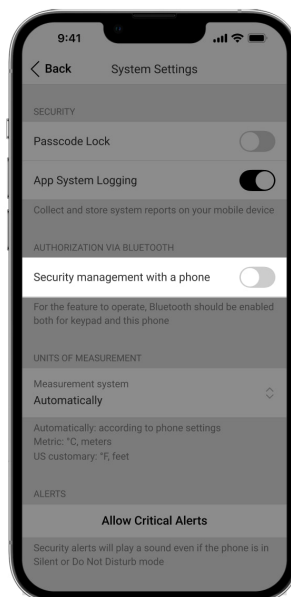 9:41
Back
System Settings
SECURITY
Passcode Lock
App System Logging
Collect and store system reports on your mobile device
AUTHORIZATION VIA BLUETOOTH
Security management with a phone
For the feature to operate, Bluetooth should be enabled
both for keypad and this phone
UNITS OF MEASUREMENT
Measurement system
Automatically
Automatically: according to phone settings
Metric: °C, meters
US customary: °F, feet
ALERTS
Allow Critical Alerts
Security alerts will play a sound even if the phone is in
Silent or Do Not Disturb mode